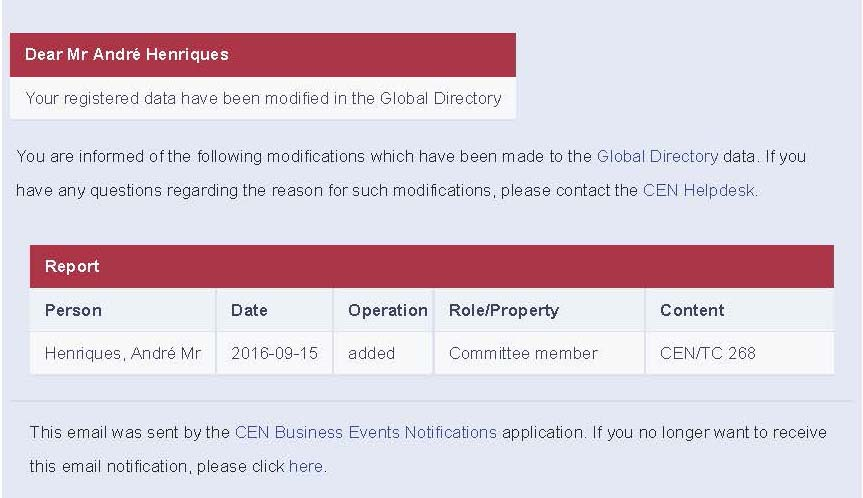 Dear Mr André Henriques
Your registered data have been modified in the Global Directory
You are informed of the following modifications which have been made to the Global Directory data. If you
have any questions regarding the reason for such modifications, please contact the CEN Helpdesk.
Report
Person Date Operation Role/Property Content
Henriques, André Mr 2016-09-15 added Committee member CEN/TC 268
This email was sent by the CEN Business Events Notifications application. If you no longer want to receive
this email notification, please click here.